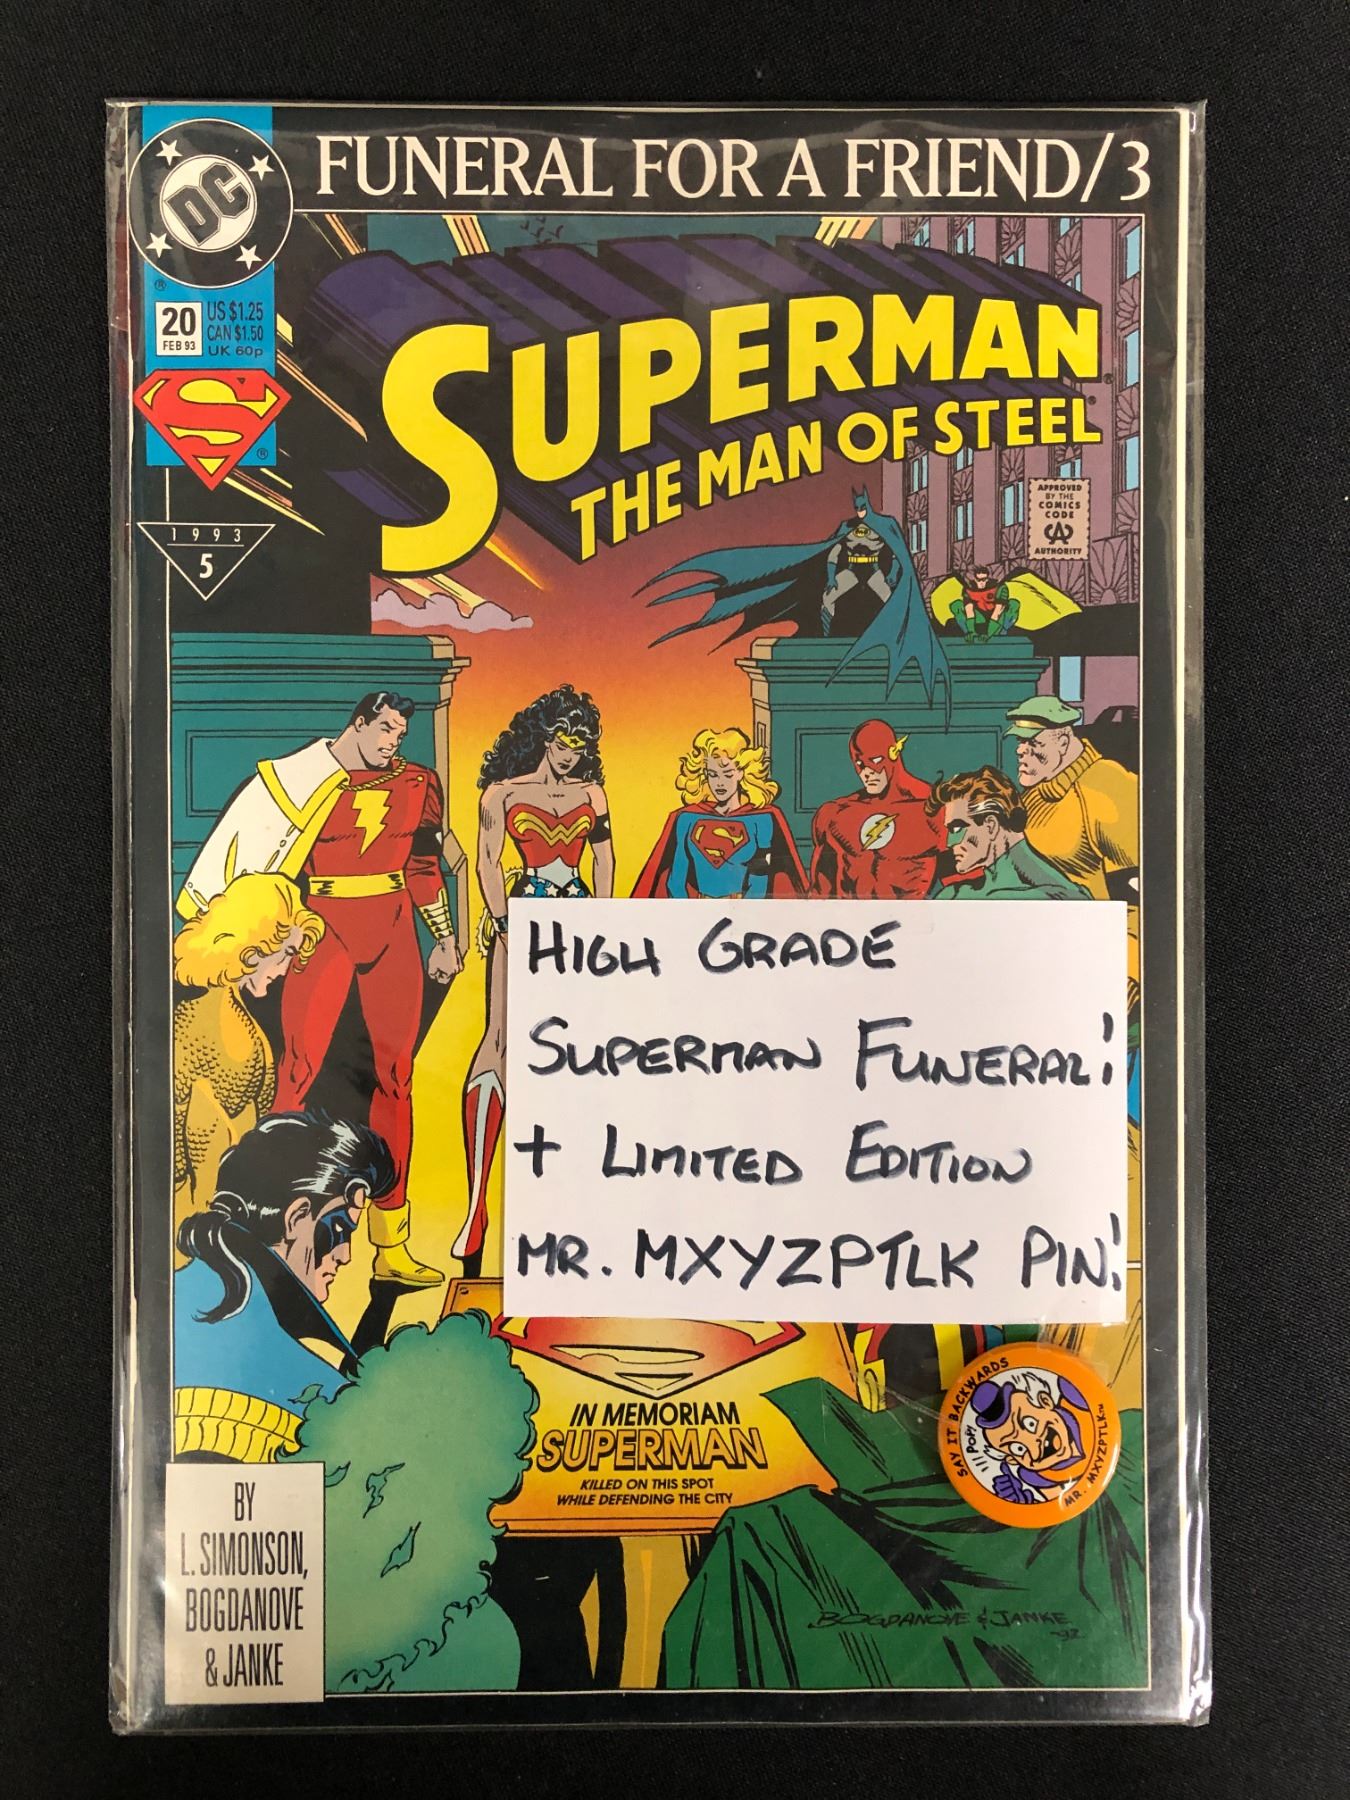 FUNERAL FOR A FRIEND/3
DC
®
20
FEB 93
US $1.25
CAN $1.50
UK 60p
S
®
1993
5
SUPERMAN
®
THE MAN OF STEEL
®
APPROVED
BY THE
COMICS
CODE
CA
AUTHORITY
HIGH GRADE
SUPERMAN FUNERAL!
+ LIMITED EDITION
MR. MXYZPTLK PIN!
IN MEMORIAM
SUPERMAN
KILLED ON THIS SPOT
WHILE DEFENDING THE CITY
SAY IT BACKWARDS
POP!
MR. MXYZPTLK™
BY
L. SIMONSON,
BOGDANOVE
& JANKE
BOGDANOVE & JANKE
'92